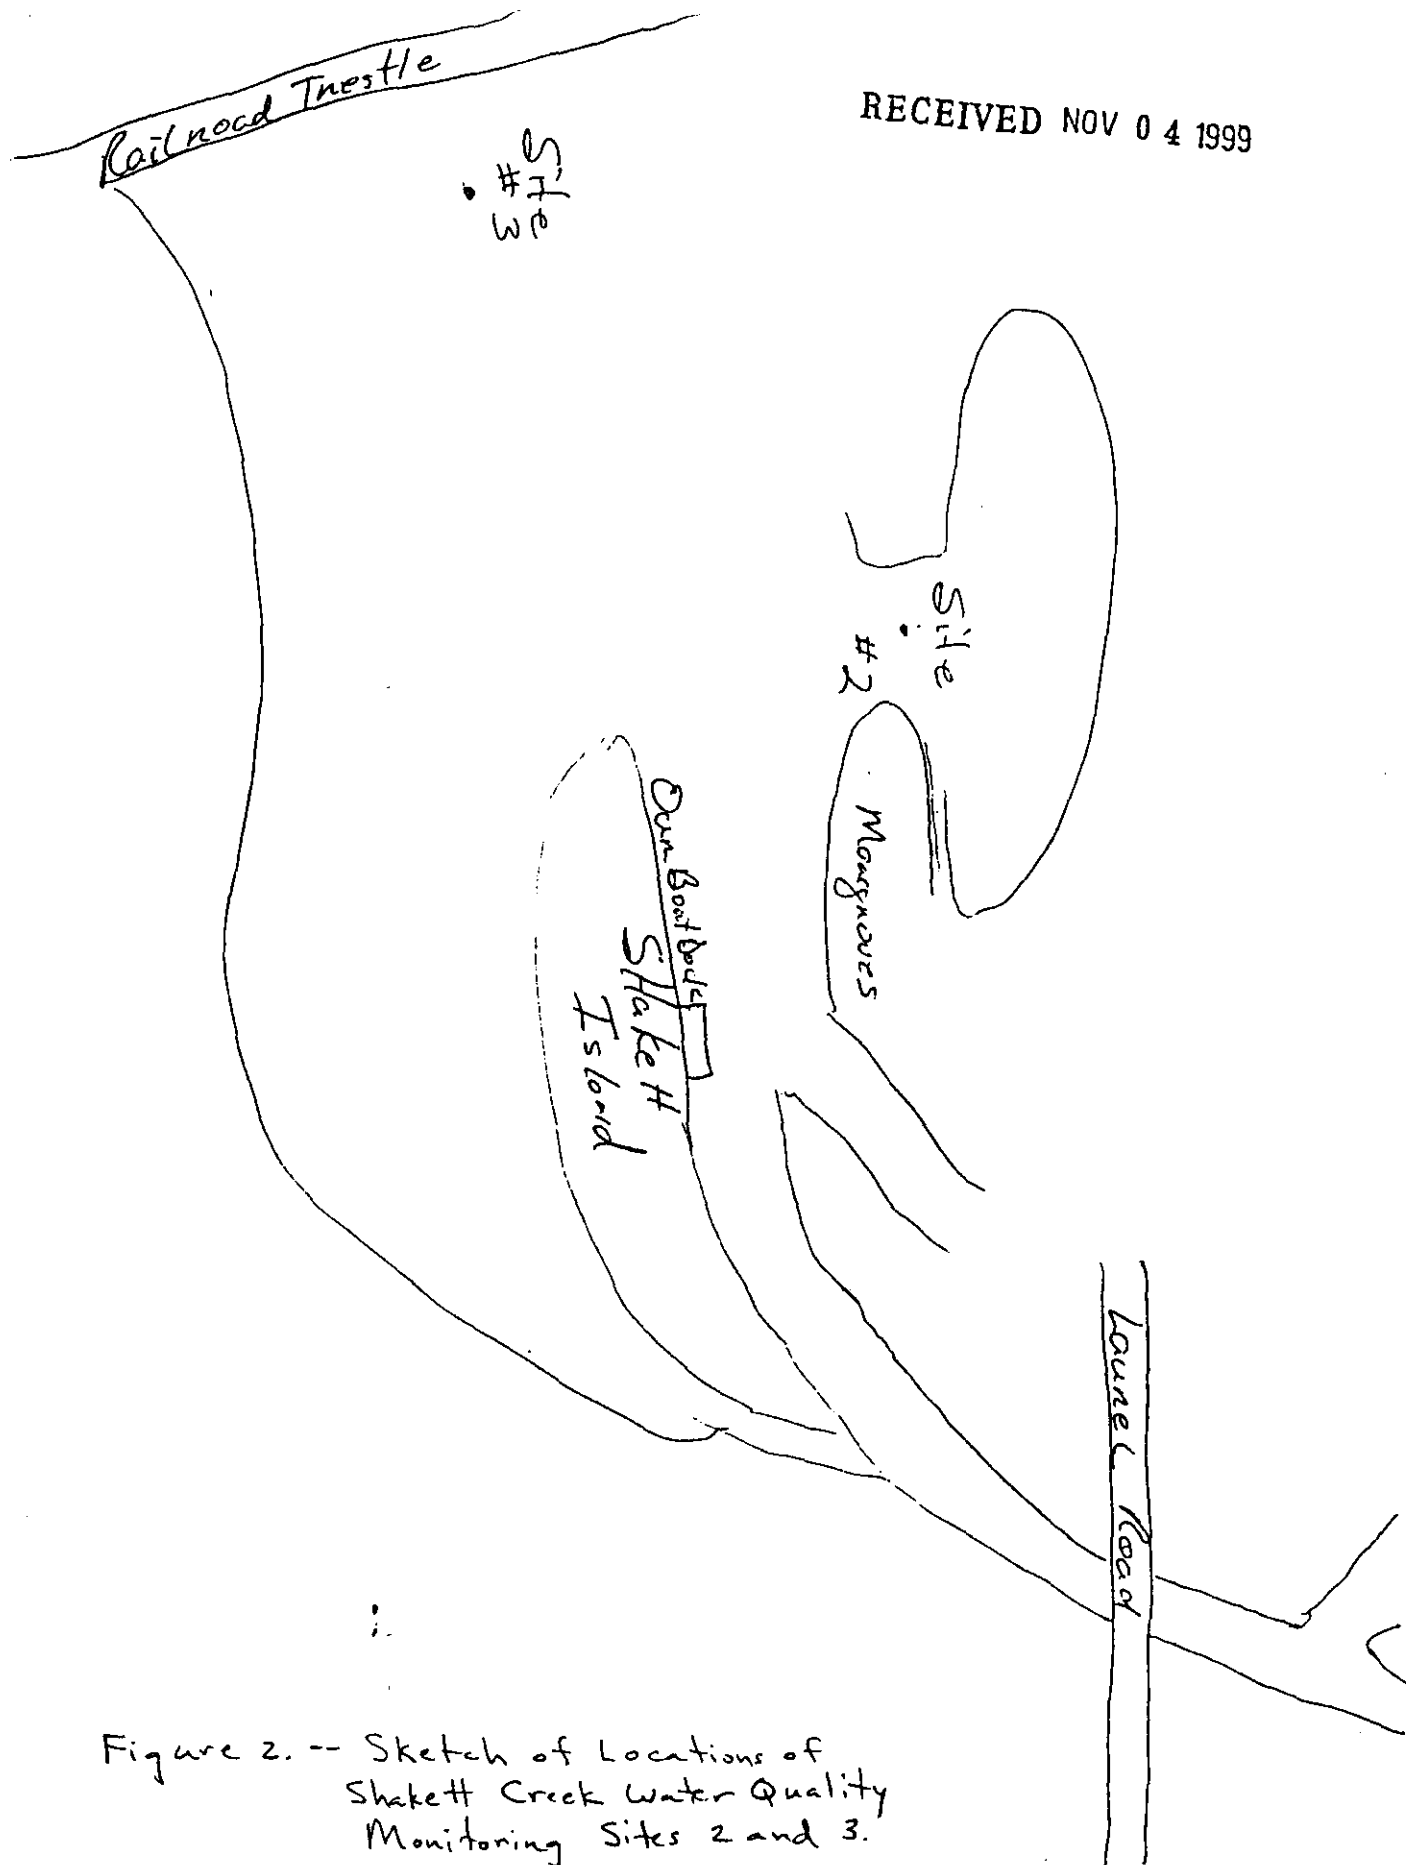 Railroad Trestle
RECEIVED NOV 04 1999
Site
#3
Site
#2
Mangroves
Our Boat Dock
SHakett
Island
Laurel Road
Figure 2. -- Sketch of Locations of
Shakett Creek Water Quality
Monitoring Sites 2 and 3.